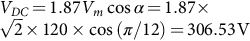 V_{DC} = 1.87 V_m cos α = 1.87 ×
√2 × 120 × cos (π/12) = 306.53 V